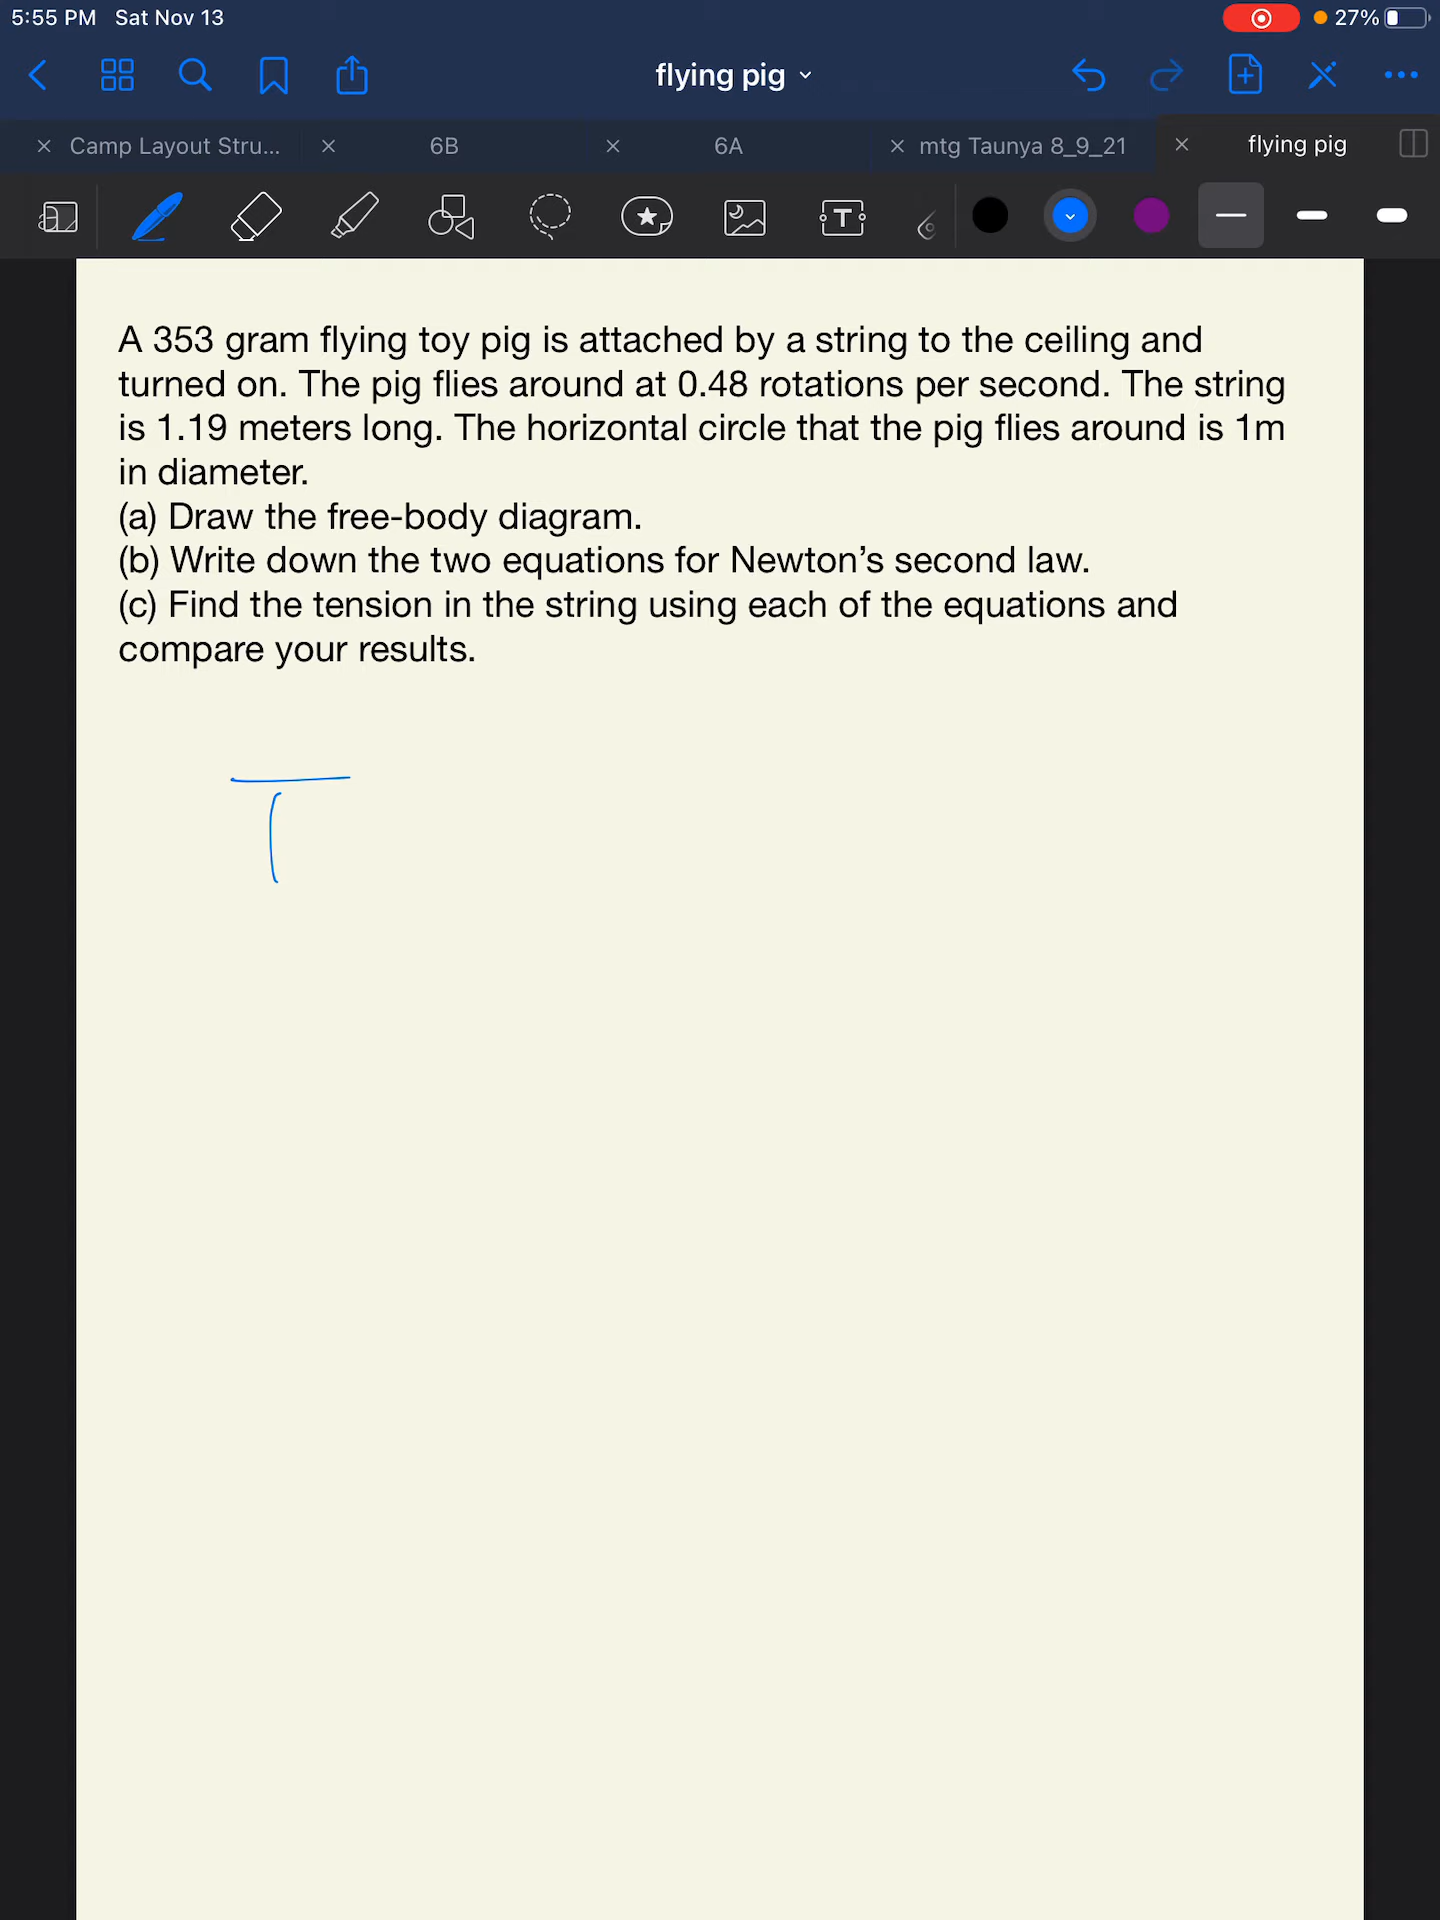 5:55 PM Sat Nov 13
27%
flying pig
Camp Layout Stru...
6B
6A
mtg Taunya 8_9_21
flying pig
A 353 gram flying toy pig is attached by a string to the ceiling and
turned on. The pig flies around at 0.48 rotations per second. The string
is 1.19 meters long. The horizontal circle that the pig flies around is 1m
in diameter.
(a) Draw the free-body diagram.
(b) Write down the two equations for Newton’s second law.
(c) Find the tension in the string using each of the equations and
compare your results.